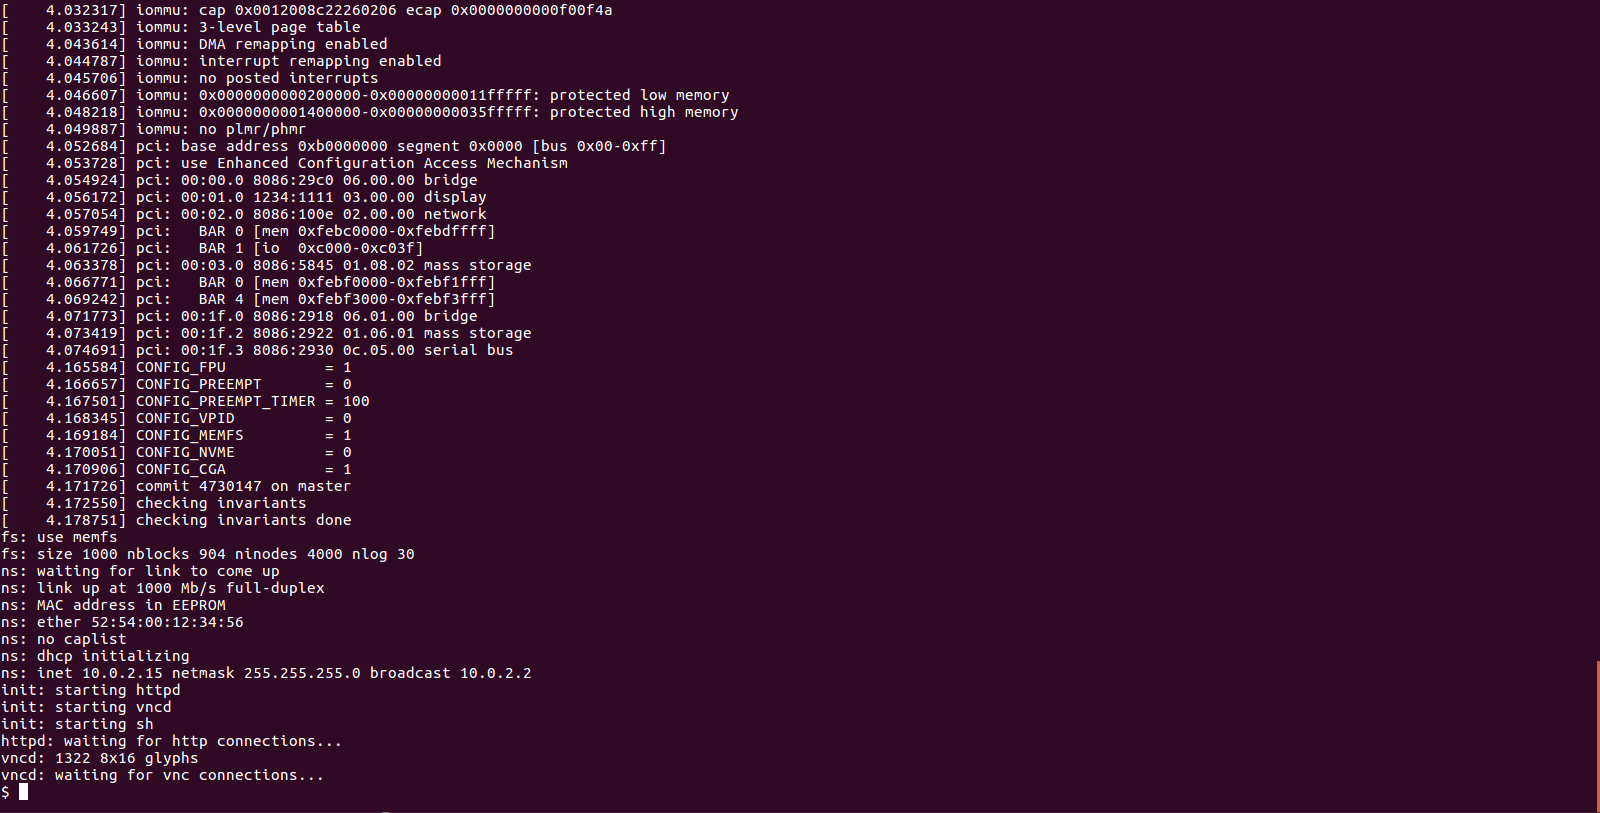 [    4.032317] iommu: cap 0x0012008c22260206 ecap 0x0000000000f00f4a
[    4.033243] iommu: 3-level page table
[    4.043614] iommu: DMA remapping enabled
[    4.044787] iommu: interrupt remapping enabled
[    4.045706] iommu: no posted interrupts
[    4.046607] iommu: 0x0000000000200000-0x00000000011fffff: protected low memory
[    4.048218] iommu: 0x0000000001400000-0x00000000035fffff: protected high memory
[    4.049887] iommu: no plmr/phmr
[    4.052684] pci: base address 0xb0000000 segment 0x0000 [bus 0x00-0xff]
[    4.053728] pci: use Enhanced Configuration Access Mechanism
[    4.054924] pci: 00:00.0 8086:29c0 06.00.00 bridge
[    4.056172] pci: 00:01.0 1234:1111 03.00.00 display
[    4.057054] pci: 00:02.0 8086:100e 02.00.00 network
[    4.059749] pci:   BAR 0 [mem 0xfebc0000-0xfebdffff]
[    4.061726] pci:   BAR 1 [io  0xc000-0xc03f]
[    4.063378] pci: 00:03.0 8086:5845 01.08.02 mass storage
[    4.066771] pci:   BAR 0 [mem 0xfebf0000-0xfebf1fff]
[    4.069242] pci:   BAR 4 [mem 0xfebf3000-0xfebf3fff]
[    4.071773] pci: 00:1f.0 8086:2918 06.01.00 bridge
[    4.073419] pci: 00:1f.2 8086:2922 01.06.01 mass storage
[    4.074691] pci: 00:1f.3 8086:2930 0c.05.00 serial bus
[    4.165584] CONFIG_FPU           = 1
[    4.166657] CONFIG_PREEMPT       = 0
[    4.167501] CONFIG_PREEMPT_TIMER = 100
[    4.168345] CONFIG_VPID          = 0
[    4.169184] CONFIG_MEMFS         = 1
[    4.170051] CONFIG_NVME          = 0
[    4.170906] CONFIG_CGA           = 1
[    4.171726] commit 4730147 on master
[    4.172550] checking invariants
[    4.178751] checking invariants done
fs: use memfs
fs: size 1000 nblocks 904 ninodes 4000 nlog 30
ns: waiting for link to come up
ns: link up at 1000 Mb/s full-duplex
ns: MAC address in EEPROM
ns: ether 52:54:00:12:34:56
ns: no caplist
ns: dhcp initializing
ns: inet 10.0.2.15 netmask 255.255.255.0 broadcast 10.0.2.2
init: starting httpd
init: starting vncd
init: starting sh
httpd: waiting for http connections...
vncd: 1322 8x16 glyphs
vncd: waiting for vnc connections...
$